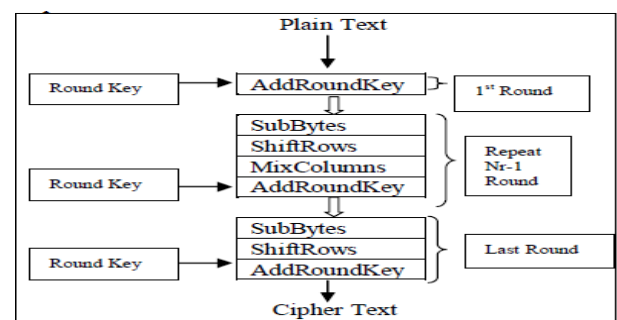 Plain Text
Round Key
AddRoundKey
1st Round
SubBytes
ShiftRows
MixColumns
AddRoundKey
Round Key
Repeat
Nr-1
Round
SubBytes
ShiftRows
AddRoundKey
Round Key
Last Round
Cipher Text